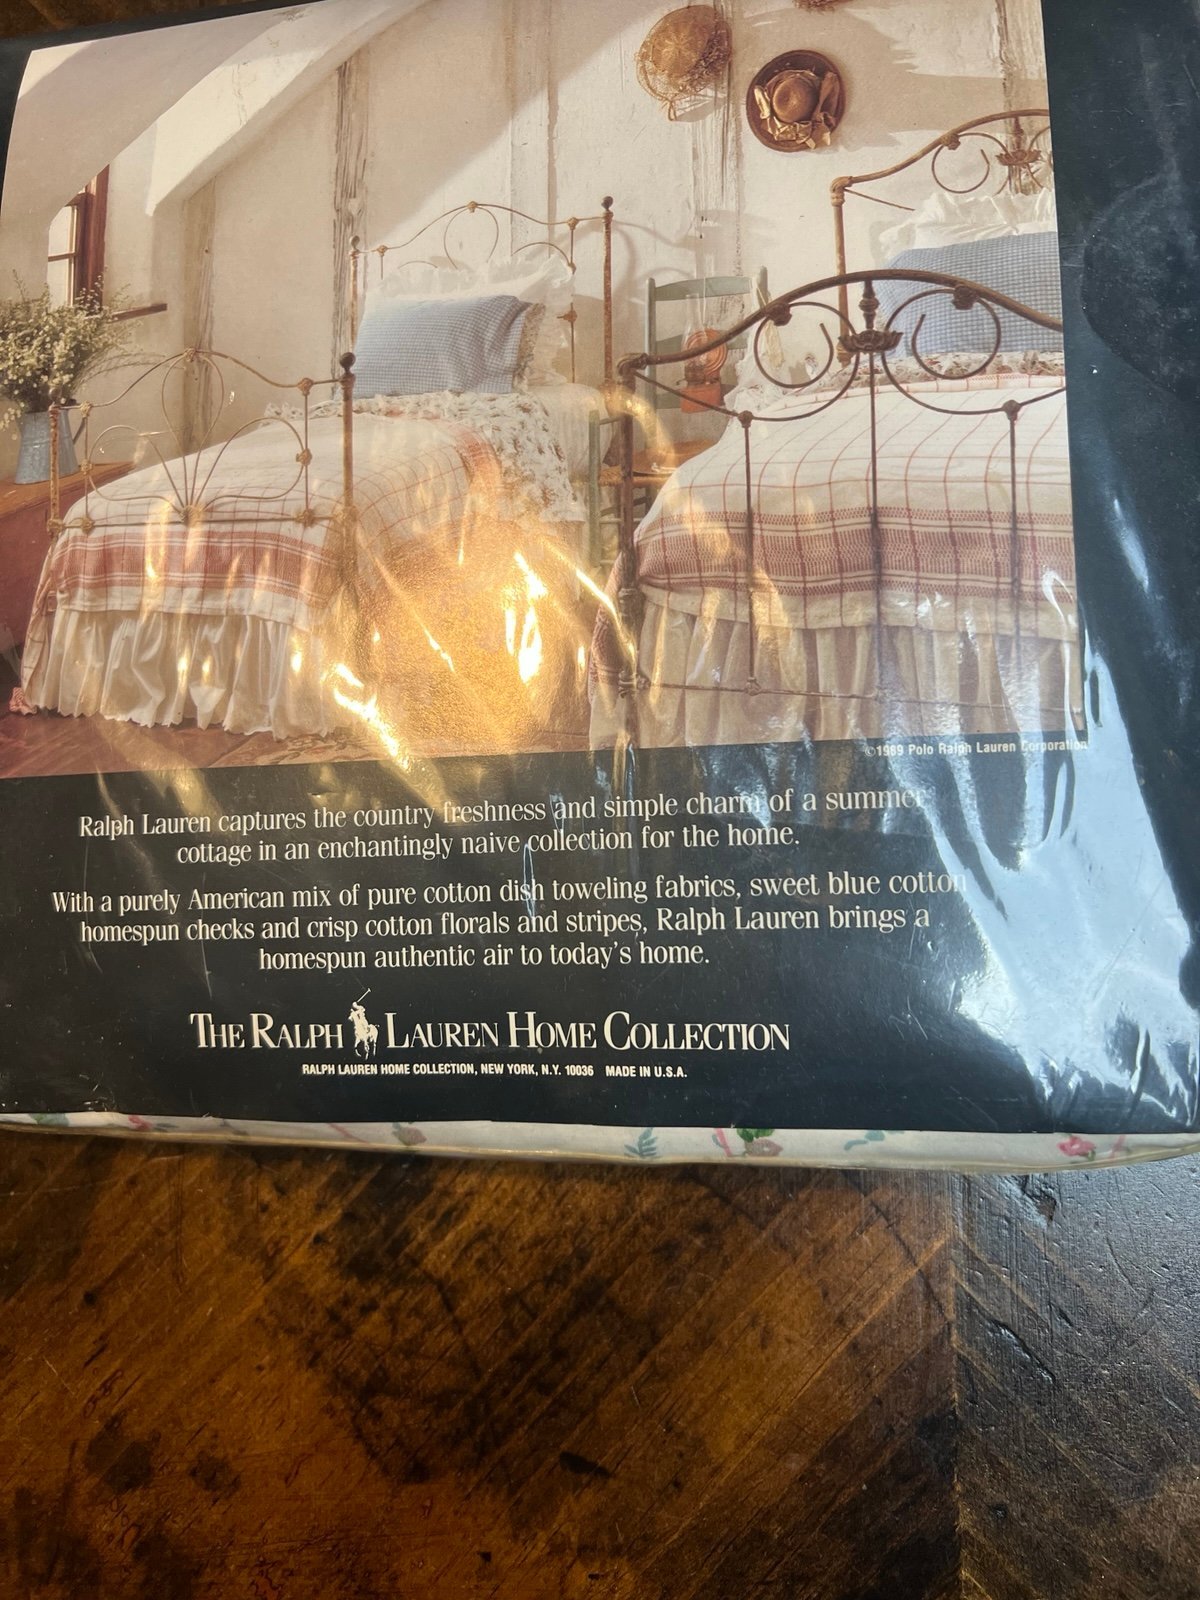 ©1989 Polo Ralph Lauren Corporation
Ralph Lauren captures the country freshness and simple charm of a summer
cottage in an enchantingly naive collection for the home.
With a purely American mix of pure cotton dish toweling fabrics, sweet blue cotton
homespun checks and crisp cotton florals and stripes, Ralph Lauren brings a
homespun authentic air to today's home.
THE RALPH LAUREN HOME COLLECTION
RALPH LAUREN HOME COLLECTION, NEW YORK, N.Y. 10036 MADE IN U.S.A.